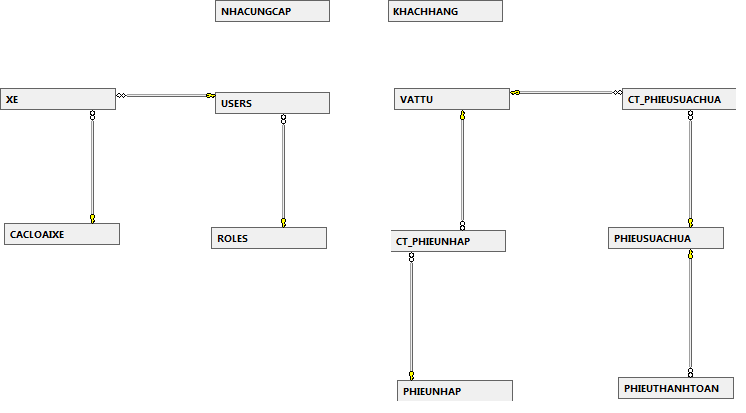 NHACUNGCAP
KHACHHANG
XE
USERS
VATTU
CT_PHIEUSUACHUA
CACLOAIXE
ROLES
CT_PHIEUNHAP
PHIEUSUACHUA
PHIEUNHAP
PHIEUTHANHTOAN